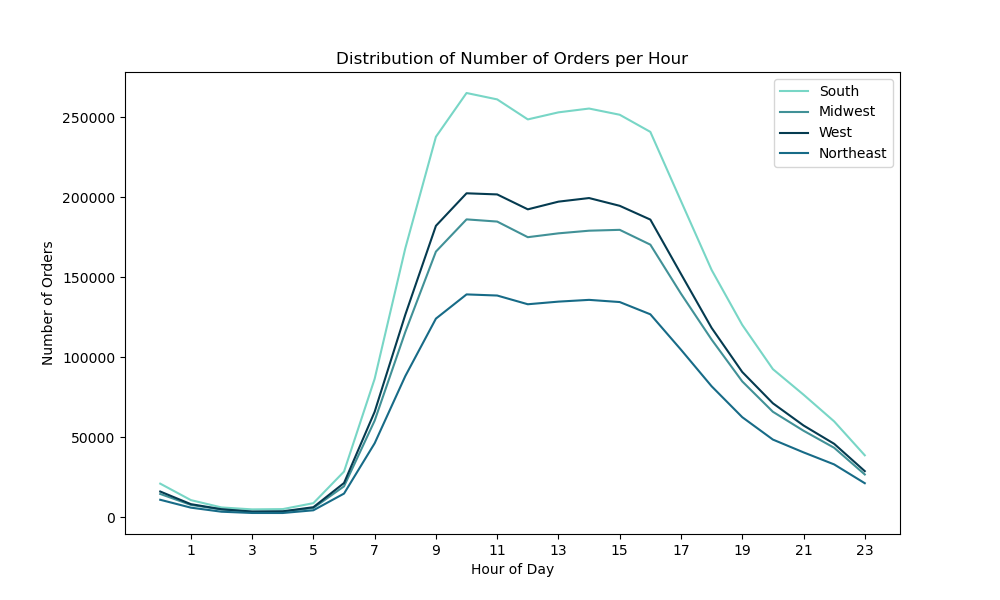 Distribution of Number of Orders per Hour
South
Midwest
West
Northeast
250000
200000
150000
100000
50000
0
Number of Orders
1 3 5 7 9 11 13 15 17 19 21 23
Hour of Day